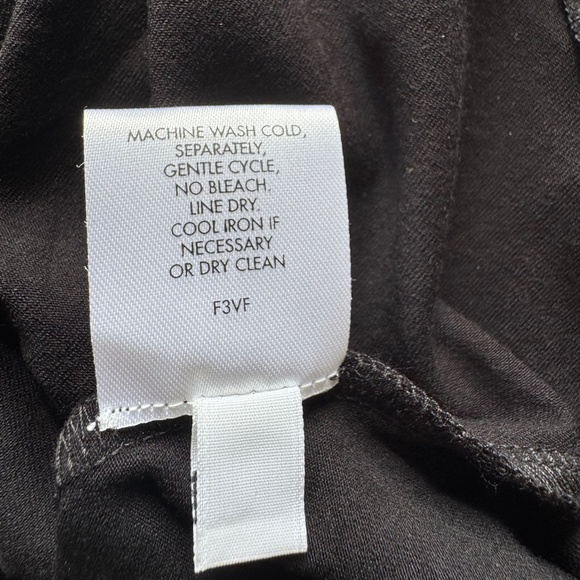 MACHINE WASH COLD,
SEPARATELY,
GENTLE CYCLE,
NO BLEACH.
LINE DRY.
COOL IRON IF
NECESSARY
OR DRY CLEAN
F3VF